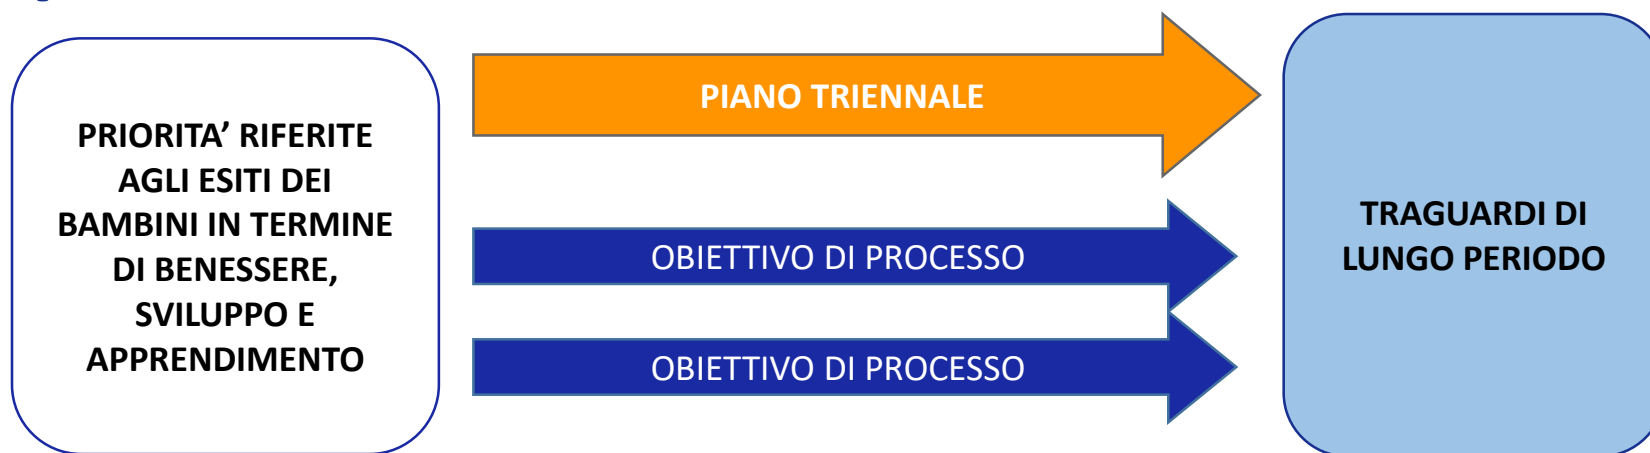 PRIORITA’ RIFERITE
AGLI ESITI DEI
BAMBINI IN TERMINE
DI BENESSERE,
SVILUPPO E
APPRENDIMENTO
PIANO TRIENNALE
OBIETTIVO DI PROCESSO
OBIETTIVO DI PROCESSO
TRAGUARDI DI
LUNGO PERIODO